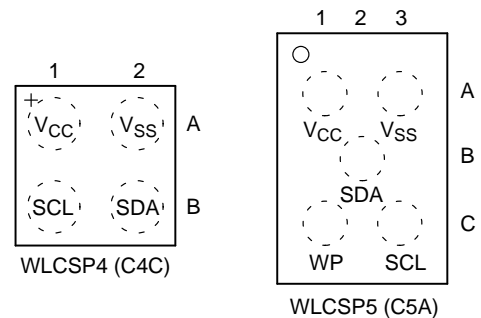 1 2
+
VCC VSS A
SCL SDA B
WLCSP4 (C4C)
1 2 3
A
VCC VSS
B
SDA
C
WP SCL
WLCSP5 (C5A)